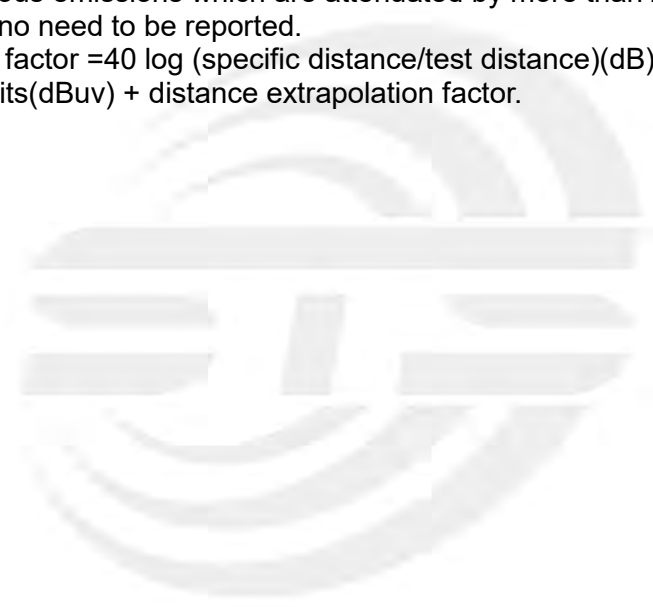 no need to be reported.
factor =40 log (specific distance/test distance)(dB)
its(dBuv) + distance extrapolation factor.